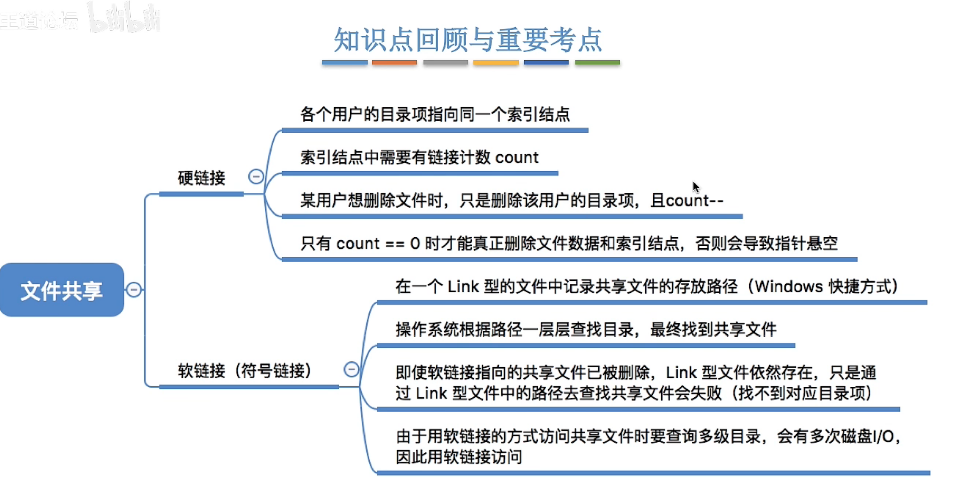 知识点回顾与重要考点
各个用户的目录项指向同一个索引结点
索引结点中需要有链接计数 count
硬链接
某用户想删除文件时，只是删除该用户的目录项，且count--
只有 count == 0 时才能真正删除文件数据和索引结点，否则会导致指针悬空
文件共享
在一个 Link 型的文件中记录共享文件的存放路径（Windows 快捷方式）
操作系统根据路径一层层查找目录，最终找到共享文件
软链接（符号链接）
即使软链接指向的共享文件已被删除，Link 型文件依然存在，只是通
过 Link 型文件中的路径去查找共享文件会失败（找不到对应目录项）
由于用软链接的方式访问共享文件时要查询多级目录，会有多次磁盘I/O，
因此用软链接访问